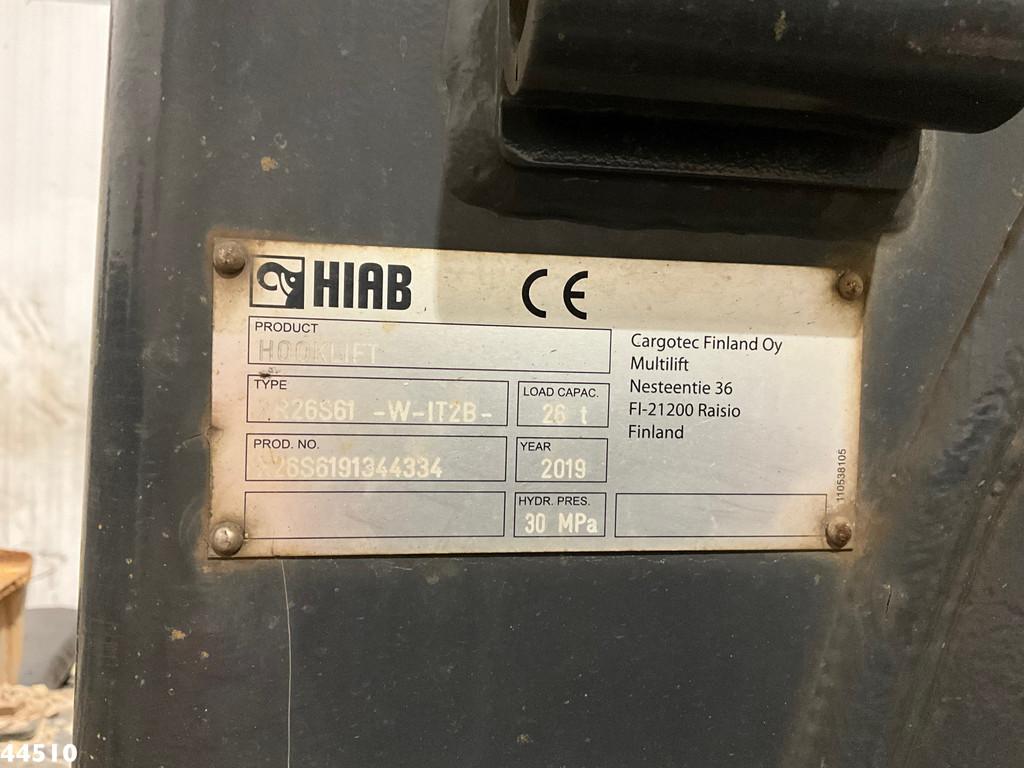 HIAB CE
PRODUCT
HOOKLIFT
TYPE
-W-IT2B-
LOAD CAPAC.
26 t
PROD. NO.
YEAR
2019
HYDR. PRES.
30 MPa
Cargotec Finland Oy
Multilift
Nesteentie 36
FI-21200 Raisio
Finland
110538105
44510